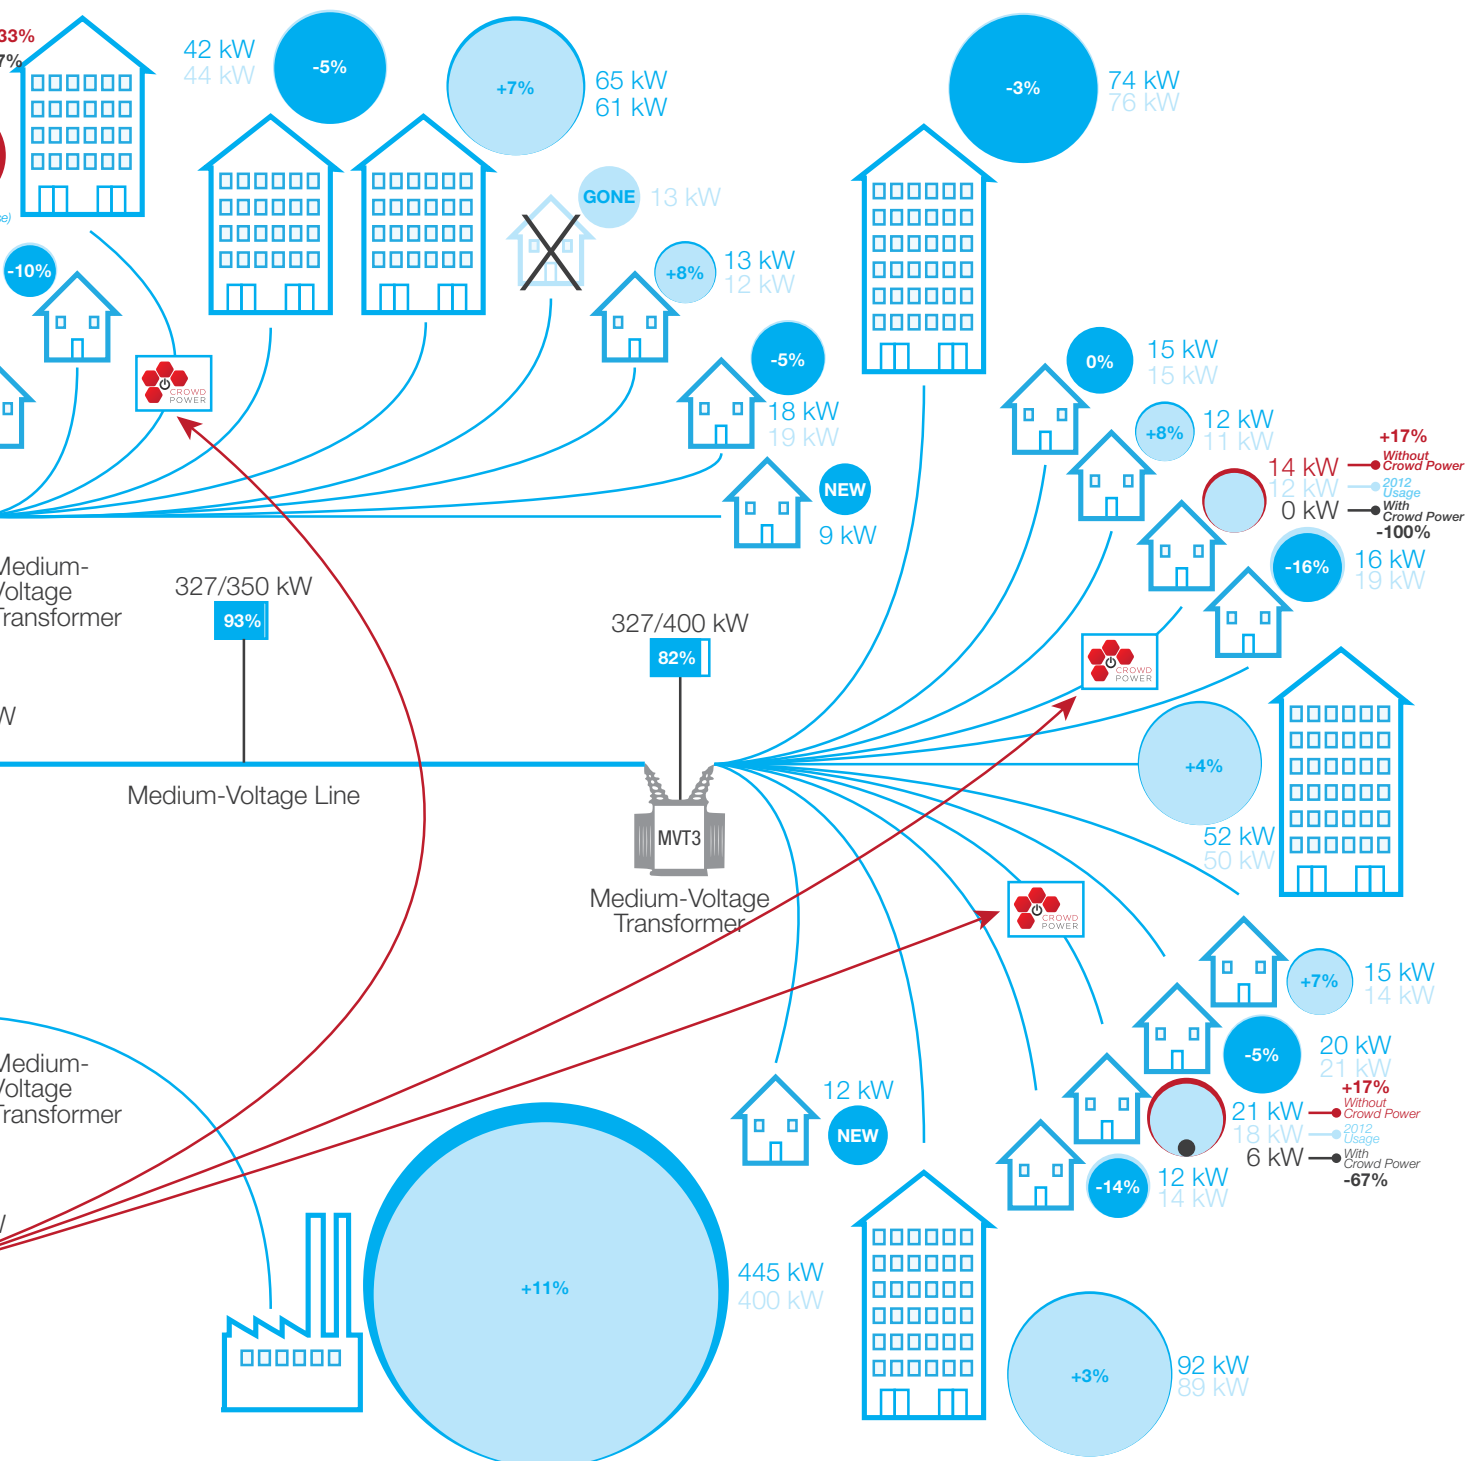 33%
7%
se)
-10%
42 kW
44 kW
-5%
+7%
65 kW
61 kW
GONE
13 kW
+8%
13 kW
12 kW
-5%
18 kW
19 kW
NEW
9 kW
CROWD
POWER
-3%
74 kW
76 kW
0%
15 kW
15 kW
+8%
12 kW
11 kW
+17%
14 kW
Without
Crowd Power
12 kW
2012
Usage
0 kW
With
Crowd Power
-100%
-16%
16 kW
19 kW
Medium-
Voltage
Transformer
327/350 kW
93%
327/400 kW
82%
CROWD
POWER
W
Medium-Voltage Line
MVT3
Medium-Voltage
Transformer
+4%
52 kW
50 kW
CROWD
POWER
+7%
15 kW
14 kW
-5%
20 kW
21 kW
+17%
21 kW
Without
Crowd Power
18 kW
2012
Usage
6 kW
With
Crowd Power
-67%
-14%
12 kW
14 kW
Medium-
Voltage
Transformer
12 kW
NEW
W
+11%
445 kW
400 kW
+3%
92 kW
89 kW